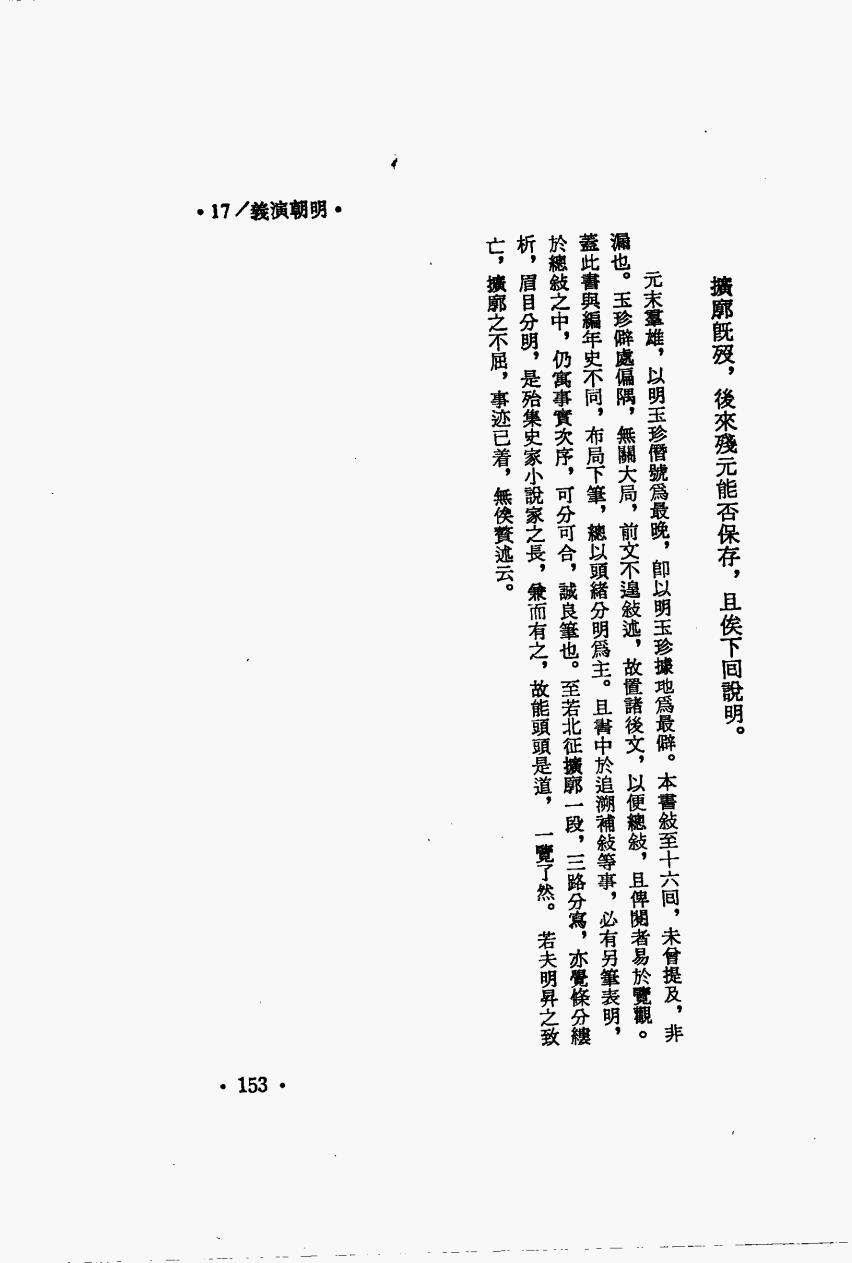 •17/義演朝明•
擴廓旣歿，後來殘元能否保存，且俟下回說明。
元末羣雄，以明玉珍僭號爲最晚，卽以明玉珍據地爲最僻。本書敍至十六回，未曾提及，非
漏也。玉珍僻處偏隅，無關大局，前文不遑敍述，故置諸後文，以便總敍，且俾閱者易於覽觀。
蓋此書與編年史不同，布局下筆，總以頭緒分明爲主。且書中於追溯補敍等事，必有另筆表明，
於總敍之中，仍寓事實次序，可分可合，誠良筆也。至若北征擴廓一段，三路分寫，亦覺條分縷
析，眉目分明，是殆集史家小說家之長，兼而有之，故能頭頭是道，一覽了然。若夫明昇之致
亡，擴廓之不屈，事迹已着，無俟贅述云。
•153•